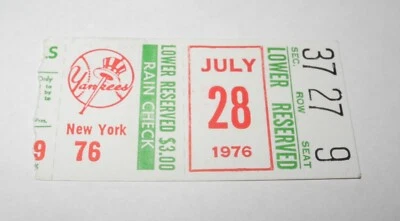 S
Only
9
Yankees
New York
76
LOWER RESERVED $3.00
RAIN CHECK
JULY
28
1976
LOWER RESERVED
37 27 9
SEC. ROW SEAT